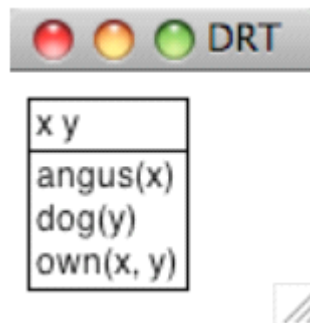 DRT
x y
angus(x)
dog(y)
own(x, y)